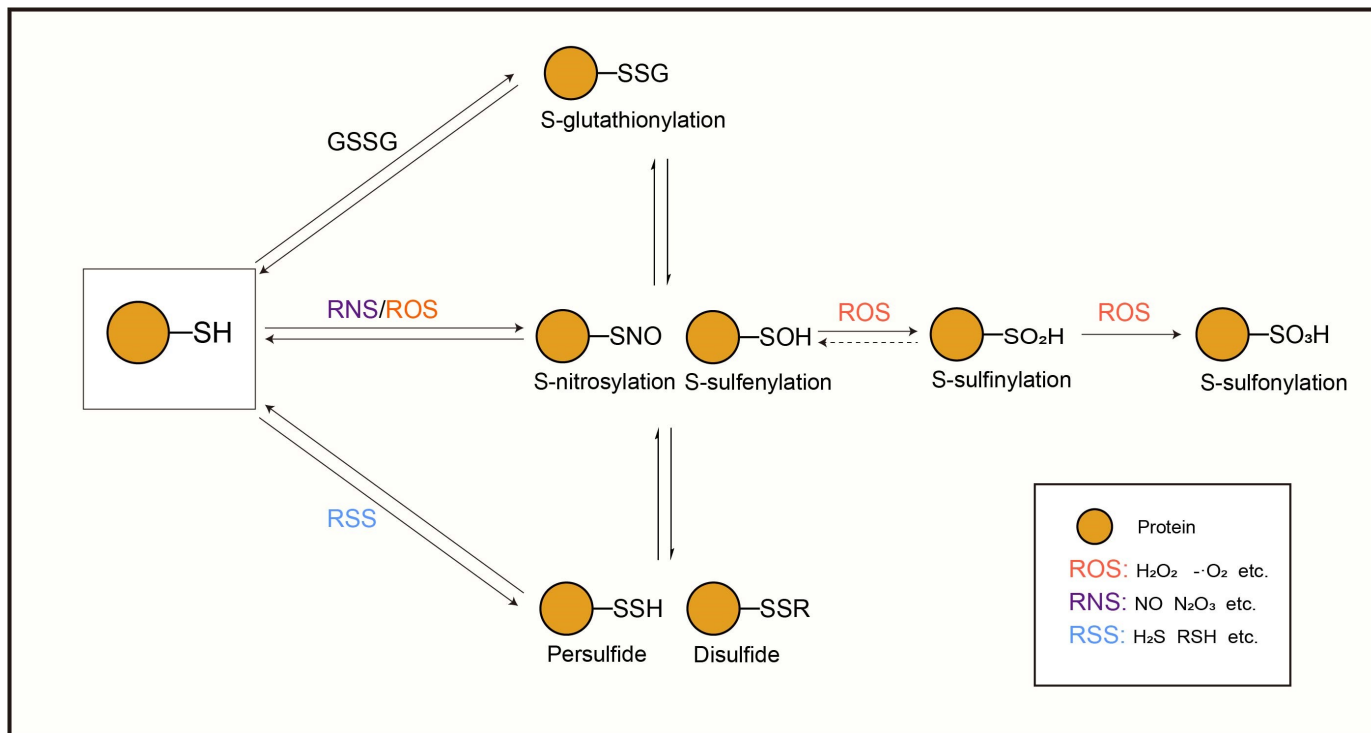 SSG
S-glutathionylation
GSSG
SH
RNS/ROS
SNO
SOH
ROS
SO₂H
ROS
SO₃H
S-nitrosylation
S-sulfenylation
S-sulfinylation
S-sulfonylation
RSS
SSH
SSR
Persulfide
Disulfide
Protein
ROS: H₂O₂ -·O₂ etc.
RNS: NO N₂O₃ etc.
RSS: H₂S RSH etc.